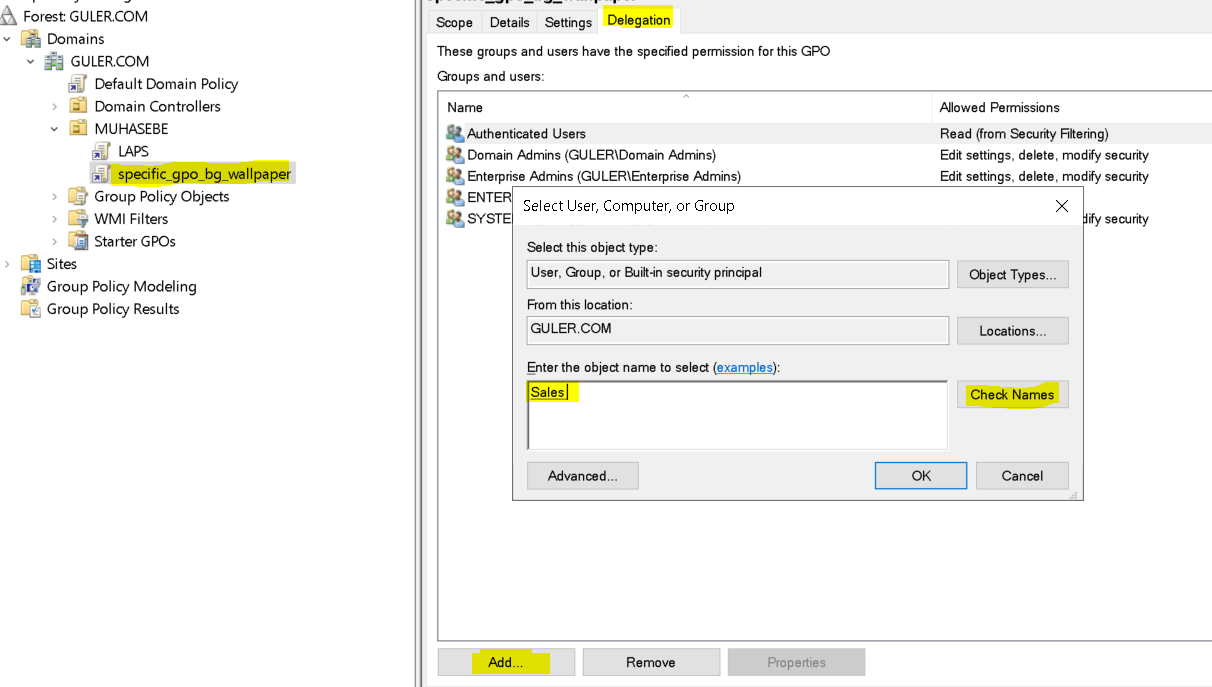 Forest: GULER.COM
Domains
GULER.COM
Default Domain Policy
Domain Controllers
MUHASEBE
LAPS
specific_gpo_bg_wallpaper
Group Policy Objects
WMI Filters
Starter GPOs
Sites
Group Policy Modeling
Group Policy Results
Scope Details Settings Delegation
These groups and users have the specified permission for this GPO
Groups and users:
Name Allowed Permissions
Authenticated Users Read (from Security Filtering)
Domain Admins (GULER\Domain Admins) Edit settings, delete, modify security
Enterprise Admins (GULER\Enterprise Admins) Edit settings, delete, modify security
ENTER
SYSTE dify security
Select User, Computer, or Group
Select this object type:
User, Group, or Built-in security principal Object Types...
From this location:
GULER.COM Locations...
Enter the object name to select (examples):
Sales Check Names
Advanced... OK Cancel
Add... Remove Properties